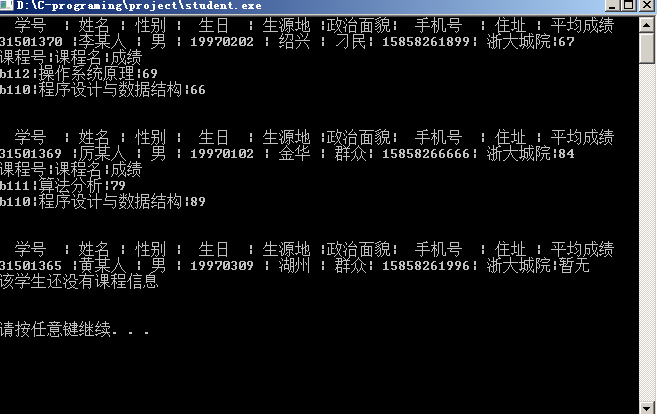 D:\C-programing\project\student.exe
学号 ¦ 姓名 ¦ 性别 ¦ 生日 ¦ 生源地 ¦政治面貌¦ 手机号 ¦ 住址 ¦ 平均成绩
31501370 ¦李某人 ¦ 男 ¦ 19970202 ¦ 绍兴 ¦ 刁民¦ 15858261899¦ 浙大城院¦67
课程号¦课程名¦成绩
b112¦操作系统原理¦69
b110¦程序设计与数据结构¦66
学号 ¦ 姓名 ¦ 性别 ¦ 生日 ¦ 生源地 ¦政治面貌¦ 手机号 ¦ 住址 ¦ 平均成绩
31501369 ¦厉某人 ¦ 男 ¦ 19970102 ¦ 金华 ¦ 群众¦ 15858266666¦ 浙大城院¦84
课程号¦课程名¦成绩
b111¦算法分析¦79
b110¦程序设计与数据结构¦89
学号 ¦ 姓名 ¦ 性别 ¦ 生日 ¦ 生源地 ¦政治面貌¦ 手机号 ¦ 住址 ¦ 平均成绩
31501365 ¦黄某人 ¦ 男 ¦ 19970309 ¦ 湖州 ¦ 群众¦ 15858261996¦ 浙大城院¦暂无
该学生还没有课程信息
请按任意键继续. . .